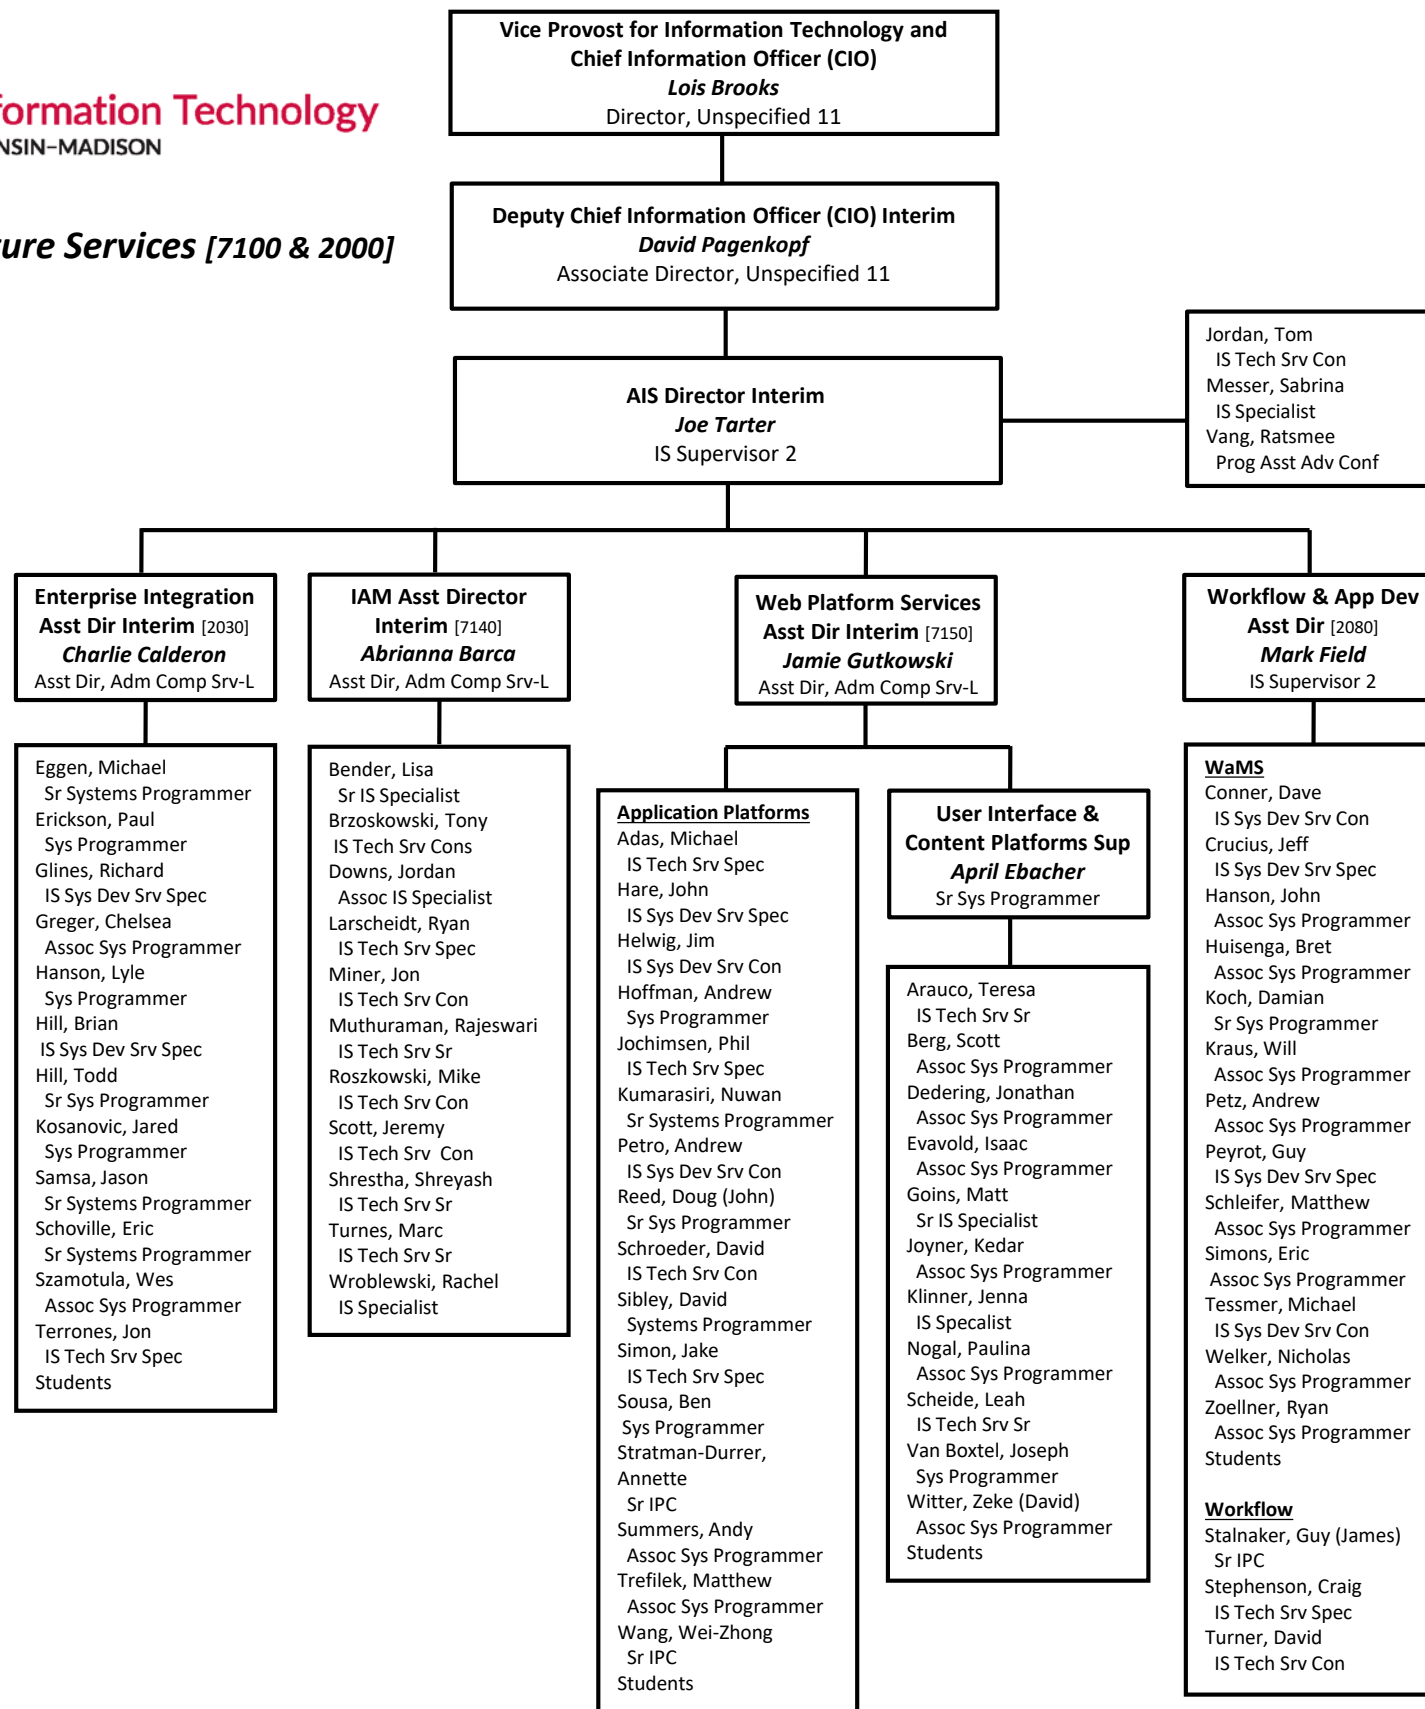 Vice Provost for Information Technology and
Chief Information Officer (CIO)
Lois Brooks
Director, Unspecified 11
formation Technology
NSIN–MADISON
ture Services [7100 & 2000]
Deputy Chief Information Officer (CIO) Interim
David Pagenkopf
Associate Director, Unspecified 11
AIS Director Interim
Joe Tarter
IS Supervisor 2
Jordan, Tom
IS Tech Srv Con
Messer, Sabrina
IS Specialist
Vang, Ratsmee
Prog Asst Adv Conf
Enterprise Integration
Asst Dir Interim [2030]
Charlie Calderon
Asst Dir, Adm Comp Srv-L
Eggen, Michael
Sr Systems Programmer
Erickson, Paul
Sys Programmer
Glines, Richard
IS Sys Dev Srv Spec
Greger, Chelsea
Assoc Sys Programmer
Hanson, Lyle
Sys Programmer
Hill, Brian
IS Sys Dev Srv Spec
Hill, Todd
Sr Sys Programmer
Kosanovic, Jared
Sys Programmer
Samsa, Jason
Sr Systems Programmer
Schoville, Eric
Sr Systems Programmer
Szamotula, Wes
Assoc Sys Programmer
Terrones, Jon
IS Tech Srv Spec
Students
IAM Asst Director
Interim [7140]
Abrianna Barca
Asst Dir, Adm Comp Srv-L
Bender, Lisa
Sr IS Specialist
Brzoskowski, Tony
IS Tech Srv Cons
Downs, Jordan
Assoc IS Specialist
Larscheidt, Ryan
IS Tech Srv Spec
Miner, Jon
IS Tech Srv Con
Muthuraman, Rajeswari
IS Tech Srv Sr
Roszkowski, Mike
IS Tech Srv Con
Scott, Jeremy
IS Tech Srv  Con
Shrestha, Shreyash
IS Tech Srv Sr
Turnes, Marc
IS Tech Srv Sr
Wroblewski, Rachel
IS Specialist
Web Platform Services
Asst Dir Interim [7150]
Jamie Gutkowski
Asst Dir, Adm Comp Srv-L
Application Platforms
Adas, Michael
IS Tech Srv Spec
Hare, John
IS Sys Dev Srv Spec
Helwig, Jim
IS Sys Dev Srv Con
Hoffman, Andrew
Sys Programmer
Jochimsen, Phil
IS Tech Srv Spec
Kumarasiri, Nuwan
Sr Systems Programmer
Petro, Andrew
IS Sys Dev Srv Con
Reed, Doug (John)
Sr Sys Programmer
Schroeder, David
IS Tech Srv Con
Sibley, David
Systems Programmer
Simon, Jake
IS Tech Srv Spec
Sousa, Ben
Sys Programmer
Stratman-Durrer,
Annette
Sr IPC
Summers, Andy
Assoc Sys Programmer
Trefilek, Matthew
Assoc Sys Programmer
Wang, Wei-Zhong
Sr IPC
Students
User Interface &
Content Platforms Sup
April Ebacher
Sr Sys Programmer
Arauco, Teresa
IS Tech Srv Sr
Berg, Scott
Assoc Sys Programmer
Dedering, Jonathan
Assoc Sys Programmer
Evavold, Isaac
Assoc Sys Programmer
Goins, Matt
Sr IS Specialist
Joyner, Kedar
Assoc Sys Programmer
Klinner, Jenna
IS Specalist
Nogal, Paulina
Assoc Sys Programmer
Scheide, Leah
IS Tech Srv Sr
Van Boxtel, Joseph
Sys Programmer
Witter, Zeke (David)
Assoc Sys Programmer
Students
Workflow & App Dev
Asst Dir [2080]
Mark Field
IS Supervisor 2
WaMS
Conner, Dave
IS Sys Dev Srv Con
Crucius, Jeff
IS Sys Dev Srv Spec
Hanson, John
Assoc Sys Programmer
Huisenga, Bret
Assoc Sys Programmer
Koch, Damian
Sr Sys Programmer
Kraus, Will
Assoc Sys Programmer
Petz, Andrew
Assoc Sys Programmer
Peyrot, Guy
IS Sys Dev Srv Spec
Schleifer, Matthew
Assoc Sys Programmer
Simons, Eric
Assoc Sys Programmer
Tessmer, Michael
IS Sys Dev Srv Con
Welker, Nicholas
Assoc Sys Programmer
Zoellner, Ryan
Assoc Sys Programmer
Students
Workflow
Stalnaker, Guy (James)
Sr IPC
Stephenson, Craig
IS Tech Srv Spec
Turner, David
IS Tech Srv Con